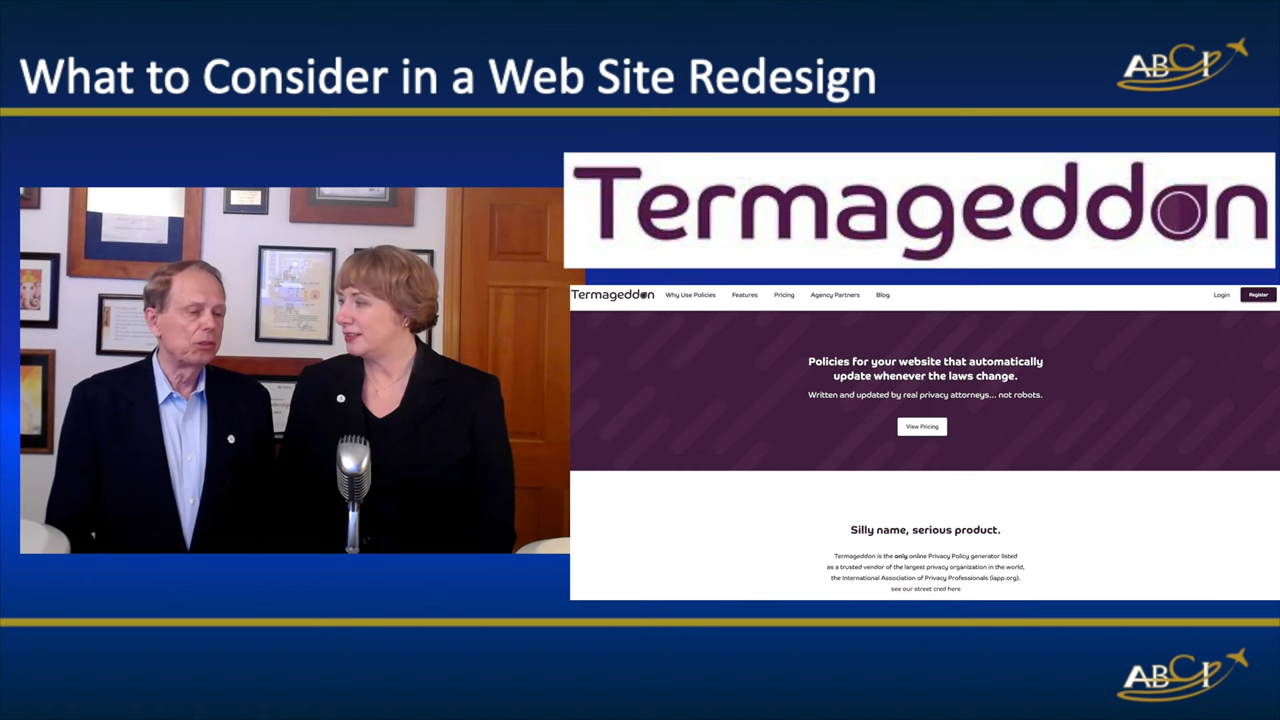 What to Consider in a Web Site Redesign
ABCI
Termageddon
Termageddon Why Use Policies Features Pricing Agency Partners Blog Login Register
Policies for your website that automatically
update whenever the laws change.
Written and updated by real privacy attorneys... not robots.
View Pricing
Silly name, serious product.
Termageddon is the only online Privacy Policy generator listed
as a trusted vendor of the largest privacy organization in the world,
the International Association of Privacy Professionals (iapp.org).
see our street cred here
ABCI